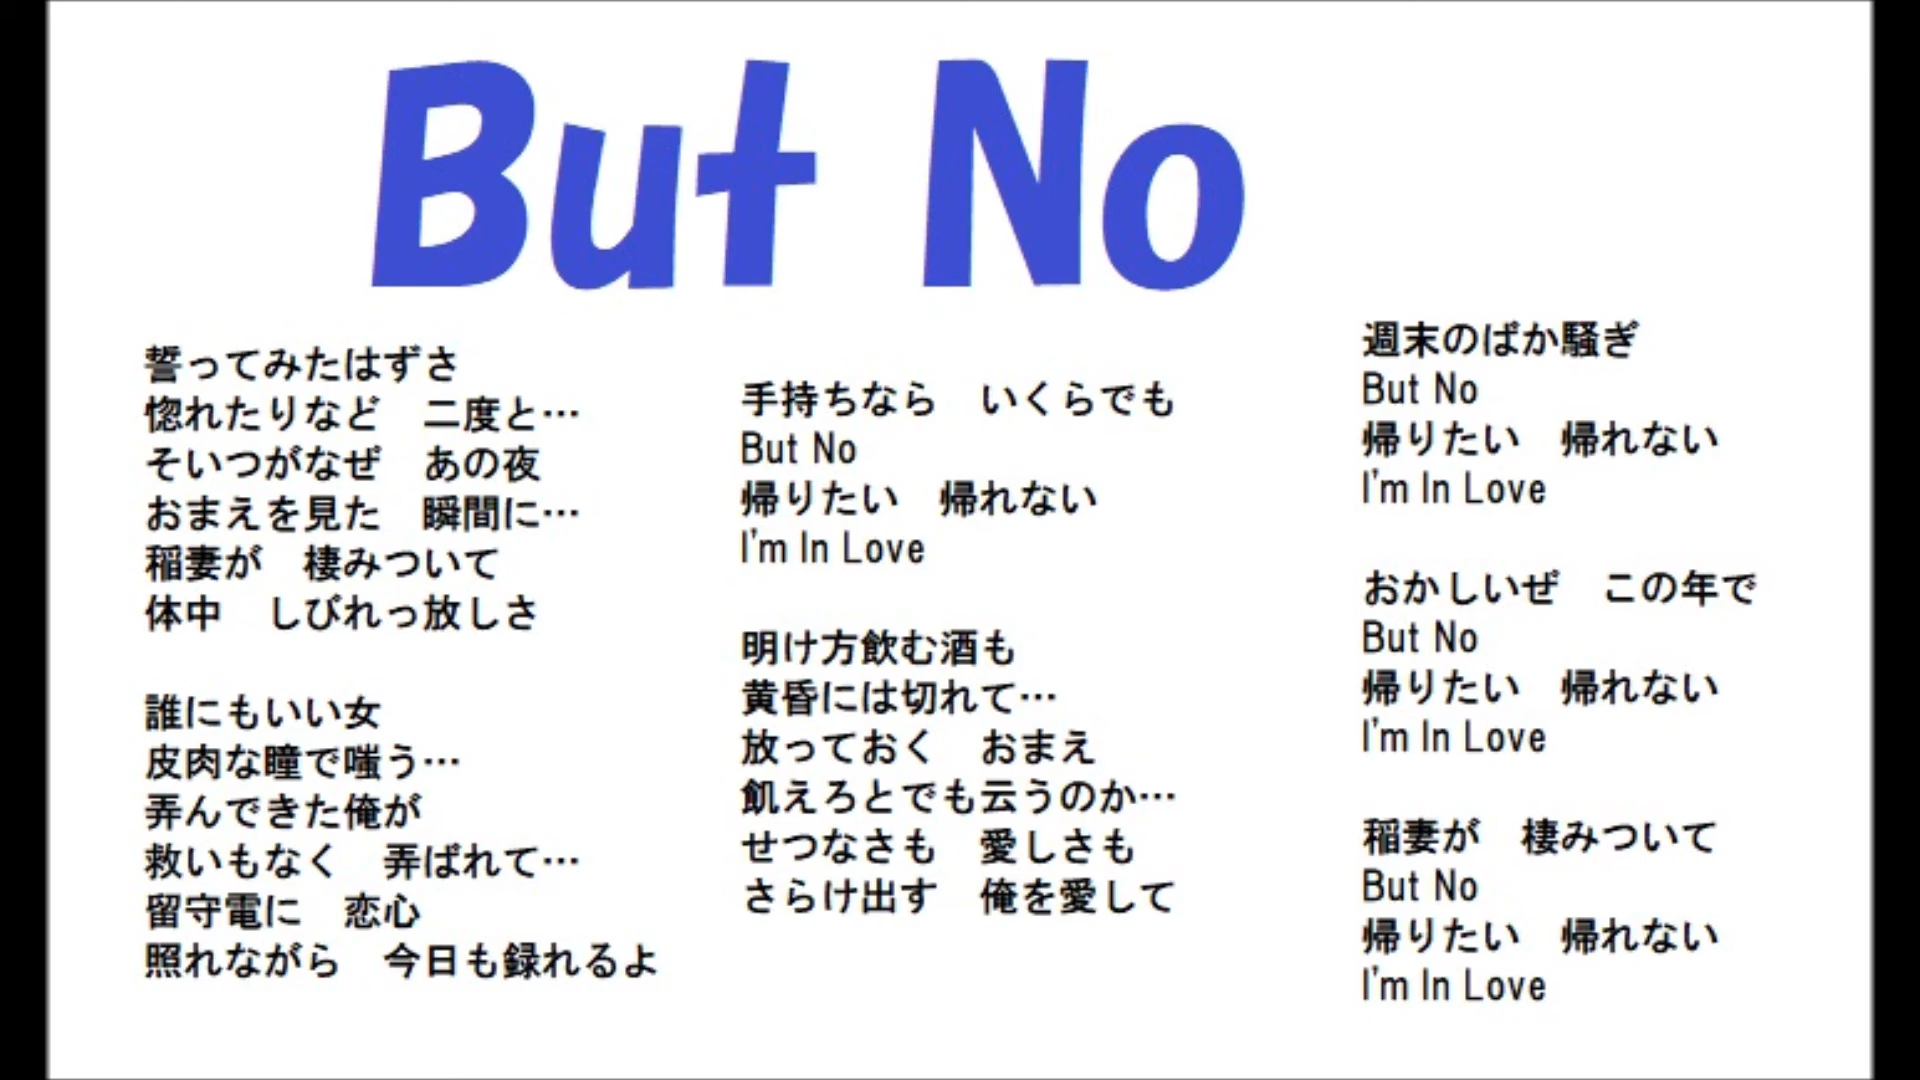 But No
誓ってみたはずさ
惚れたりなど　二度と…
そいつがなぜ　あの夜
おまえを見た　瞬間に…
稲妻が　棲みついて
体中　しびれっ放しさ
誰にもいい女
皮肉な瞳で嗤う…
弄んできた俺が
救いもなく　弄ばれて…
留守電に　恋心
照れながら　今日も録れるよ
手持ちなら　いくらでも
But No
帰りたい　帰れない
I'm In Love
明け方飲む酒も
黄昏には切れて…
放っておく　おまえ
飢えろとでも云うのか…
せつなさも　愛しさも
さらけ出す　俺を愛して
週末のばか騒ぎ
But No
帰りたい　帰れない
I'm In Love
おかしいぜ　この年で
But No
帰りたい　帰れない
I'm In Love
稲妻が　棲みついて
But No
帰りたい　帰れない
I'm In Love